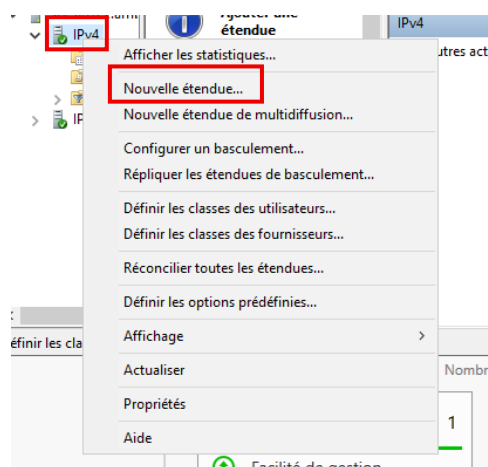 Ajouter une
étendue
IPv4
IPv4
utres act
Afficher les statistiques...
Nouvelle étendue...
Nouvelle étendue de multidiffusion...
IP
Configurer un basculement...
Répliquer les étendues de basculement...
Définir les classes des utilisateurs...
Définir les classes des fournisseurs...
Réconcilier toutes les étendues...
Définir les options prédéfinies...
Affichage
éfinir les cla
Actualiser
Nombr
Propriétés
1
Aide
Facilité de gestion